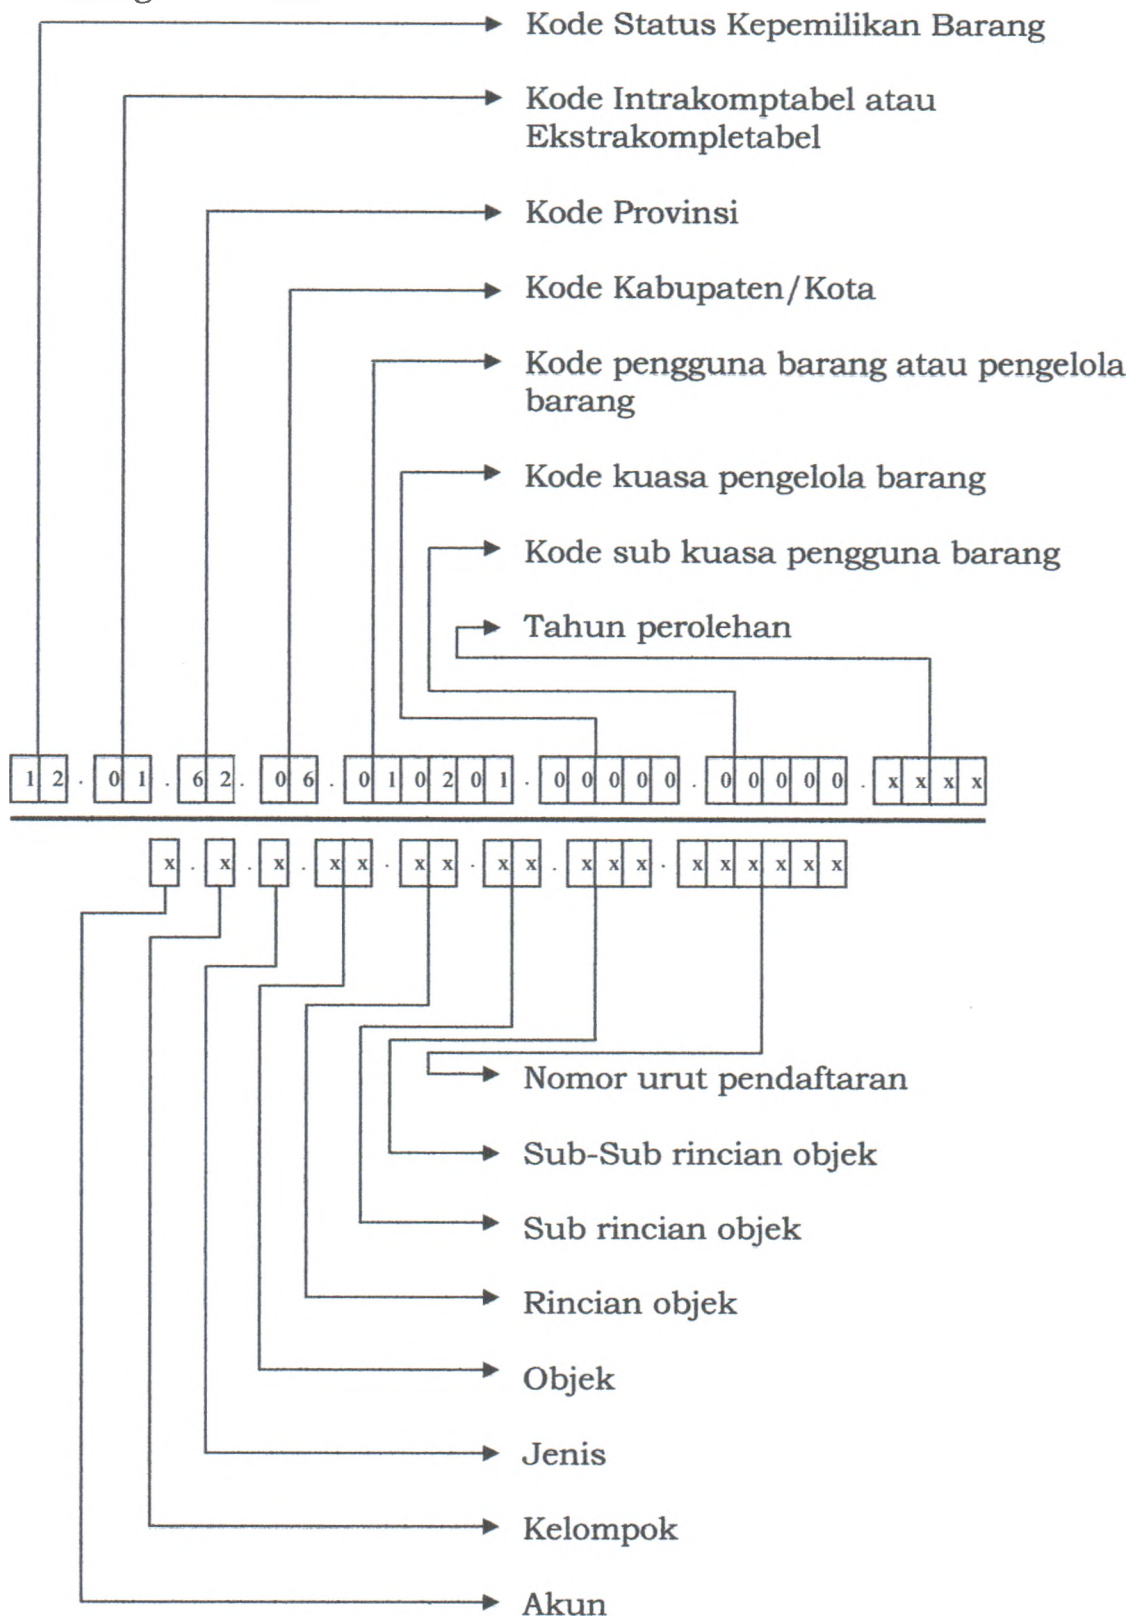 Kode Status Kepemilikan Barang
Kode Intrakomptabel atau
Ekstrakompletabel
Kode Provinsi
Kode Kabupaten/Kota
Kode pengguna barang atau pengelola
barang
Kode kuasa pengelola barang
Kode sub kuasa pengguna barang
Tahun perolehan
1 2 . 0 1 . 6 2 . 0 6 . 0 1 0 2 0 1 . 0 0 0 0 0 . 0 0 0 0 0 . x x x x
x . x . x . x x . x x . x x . x x x . x x x x x x
Nomor urut pendaftaran
Sub-Sub rincian objek
Sub rincian objek
Rincian objek
Objek
Jenis
Kelompok
Akun